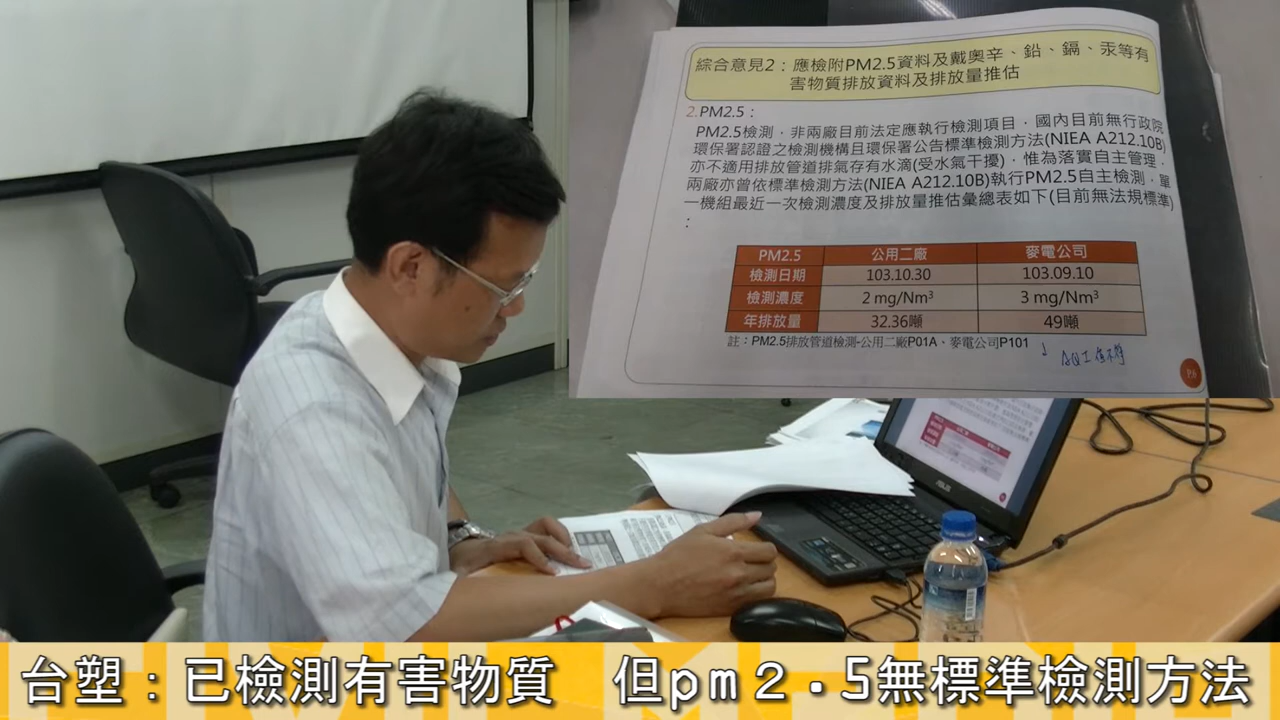 綜合意見2：應檢附PM2.5資料及戴奧辛、鉛、鎘、汞等有
害物質排放資料及排放量推估
2.PM2.5：
PM2.5檢測，非兩廠目前法定應執行檢測項目，國內目前無行政院
環保署認證之檢測機構且環保署公告標準檢測方法(NIEA A212.10B)
亦不適用排放管道排氣存有水滴(受水氣干擾)，惟為落實自主管理，
兩廠亦曾依標準檢測方法(NIEA A212.10B)執行PM2.5自主檢測，單
一機組最近一次檢測濃度及排放量推估彙總表如下(目前無法規標準)
：
PM2.5 公用二廠 麥電公司
檢測日期 103.10.30 103.09.10
檢測濃度 2 mg/Nm³ 3 mg/Nm³
年排放量 32.36噸 49噸
註：PM2.5排放管道檢測-公用二廠P01A、麥電公司P101
P.6
ASUS
台塑：已檢測有害物質 但pm２.5無標準檢測方法